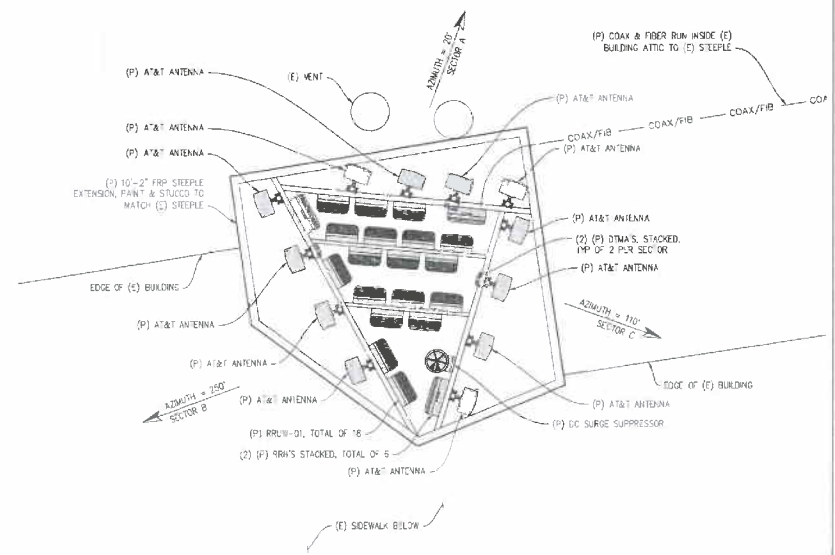 AZIMUTH = 20°
SECTOR A
(P) COAX & FIBER RUN INSIDE (E)
BUILDING ATTIC TO (E) STEEPLE
(P) AT&T ANTENNA
(E) VENT
(P) AT&T ANTENNA
COAX/FIB
COAX/FIB
COAX/FIB
COA
(P) AT&T ANTENNA
(P) AT&T ANTENNA
(P) AT&T ANTENNA
(P) 10'-2" FRP STEEPLE
EXTENSION, PAINT & STUCCO TO
MATCH (E) STEEPLE
(P) AT&T ANTENNA
(2) (P) DTMA'S, STACKED,
TYP OF 2 PER SECTOR
(P) AT&T ANTENNA
EDGE OF (E) BUILDING
AZIMUTH = 110°
SECTOR C
(P) AT&T ANTENNA
(P) AT&T ANTENNA
EDGE OF (E) BUILDING
AZIMUTH = 250°
SECTOR B
(P) AT&T ANTENNA
(P) AT&T ANTENNA
(P) DC SURGE SUPPRESSOR
(P) RRUW-01, TOTAL OF 18
(2) (P) RRH'S STACKED, TOTAL OF 6
(P) AT&T ANTENNA
(E) SIDEWALK BELOW